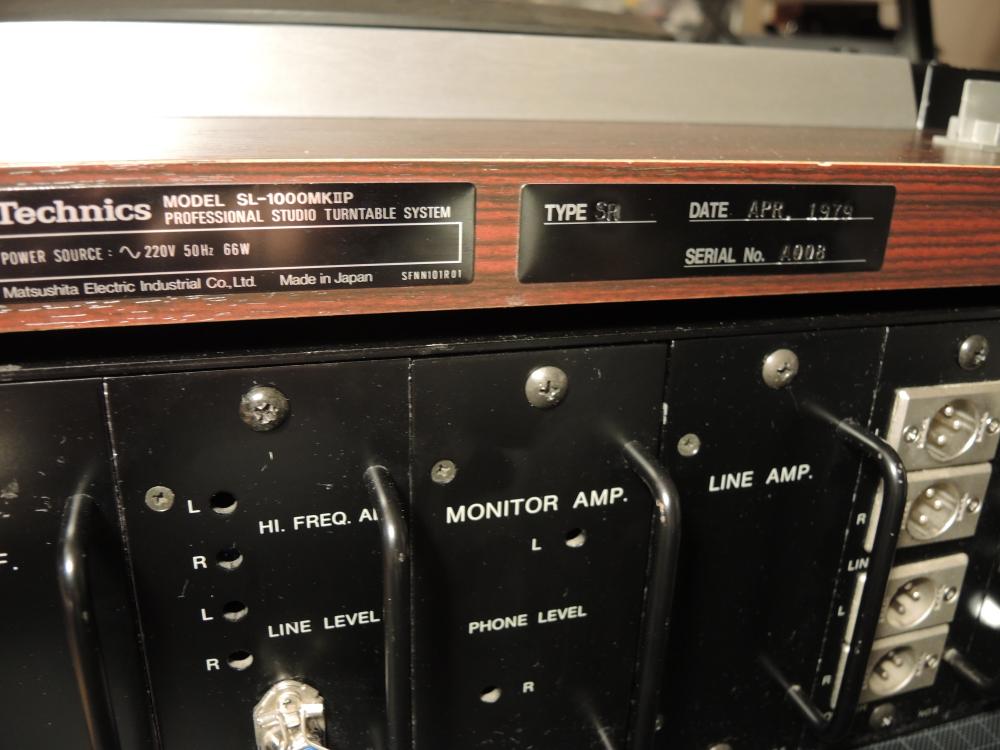 Technics MODEL SL-1000MKIIP
PROFESSIONAL STUDIO TURNTABLE SYSTEM
POWER SOURCE : ∿ 220V 50Hz 66W
Matsushita Electric Industrial Co.,Ltd. Made in Japan SFNN101R01
TYPE SR DATE APR. 1979
SERIAL No. A008
F.
L
HI. FREQ.
R
L
LINE LEVEL
R
MONITOR AMP.
L
PHONE LEVEL
R
LINE AMP.
R
LIN
L
R